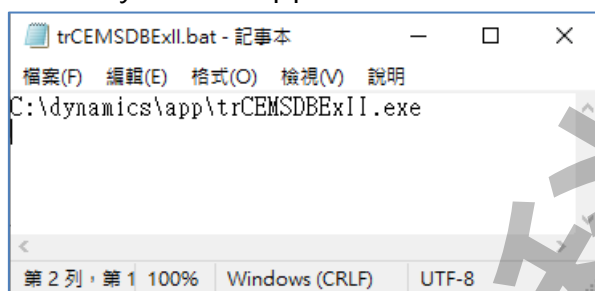 trCEMSDBExII.bat - 記事本
檔案(F) 編輯(E) 格式(O) 檢視(V) 說明
C:\dynamics\app\trCEMSDBExII.exe
第 2 列，第 1 100% Windows (CRLF) UTF-8